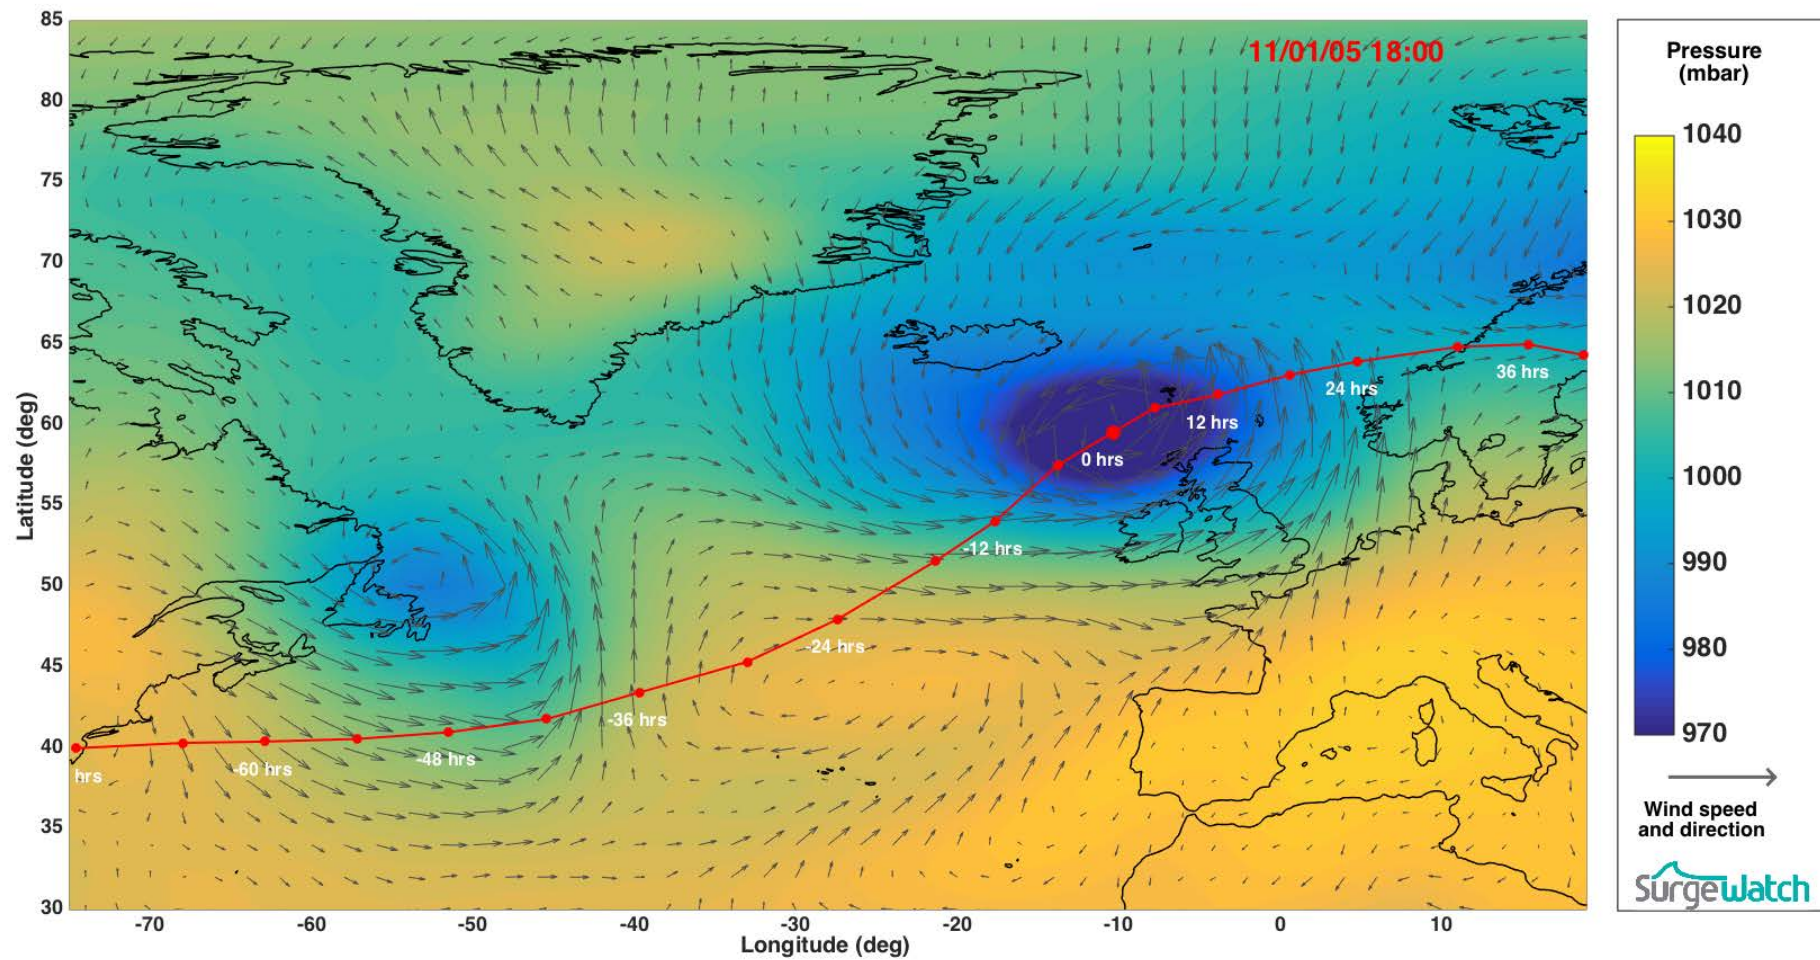 85
80
75
70
65
60
55
50
45
40
35
30
Latitude (deg)
11/01/05 18:00
36 hrs
24 hrs
12 hrs
0 hrs
-12 hrs
-24 hrs
-36 hrs
-48 hrs
-60 hrs
hrs
-70 -60 -50 -40 -30 -20 -10 0 10
Longitude (deg)
Pressure
(mbar)
1040
1030
1020
1010
1000
990
980
970
Wind speed
and direction
SurgeWatch